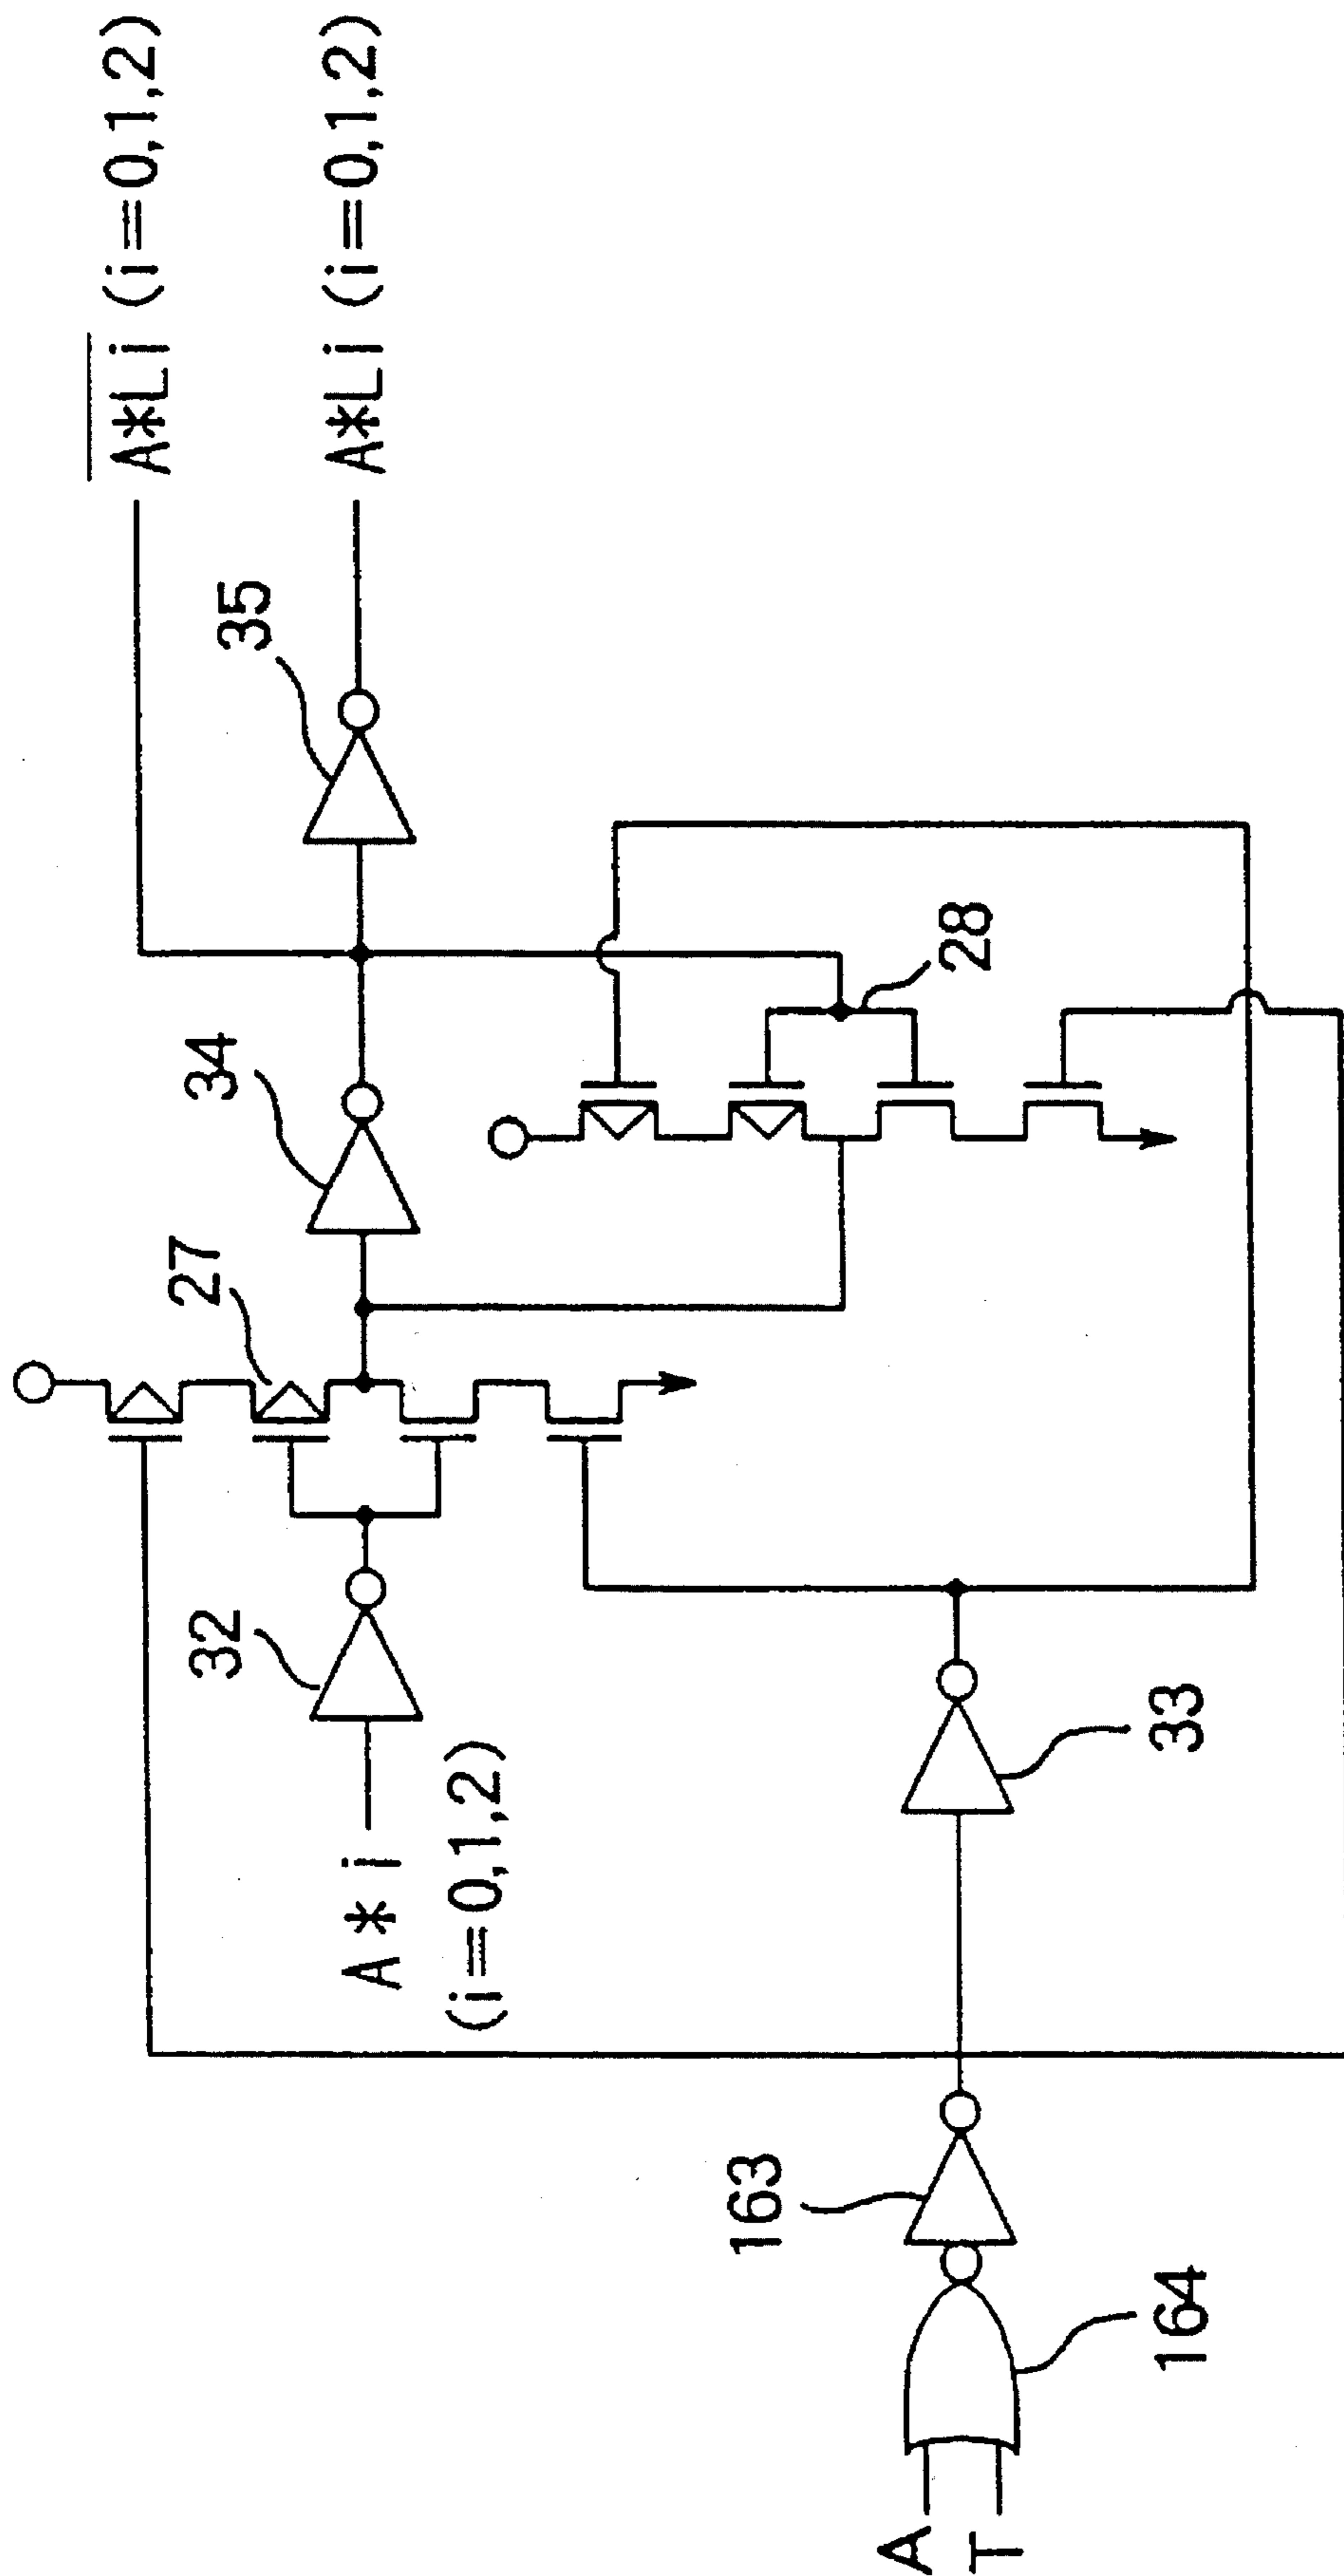 A*Li (i=0,1,2)
A*Li (i=0,1,2)
35
34
28
27
32
A*i
(i=0,1,2)
33
163
164
A
T